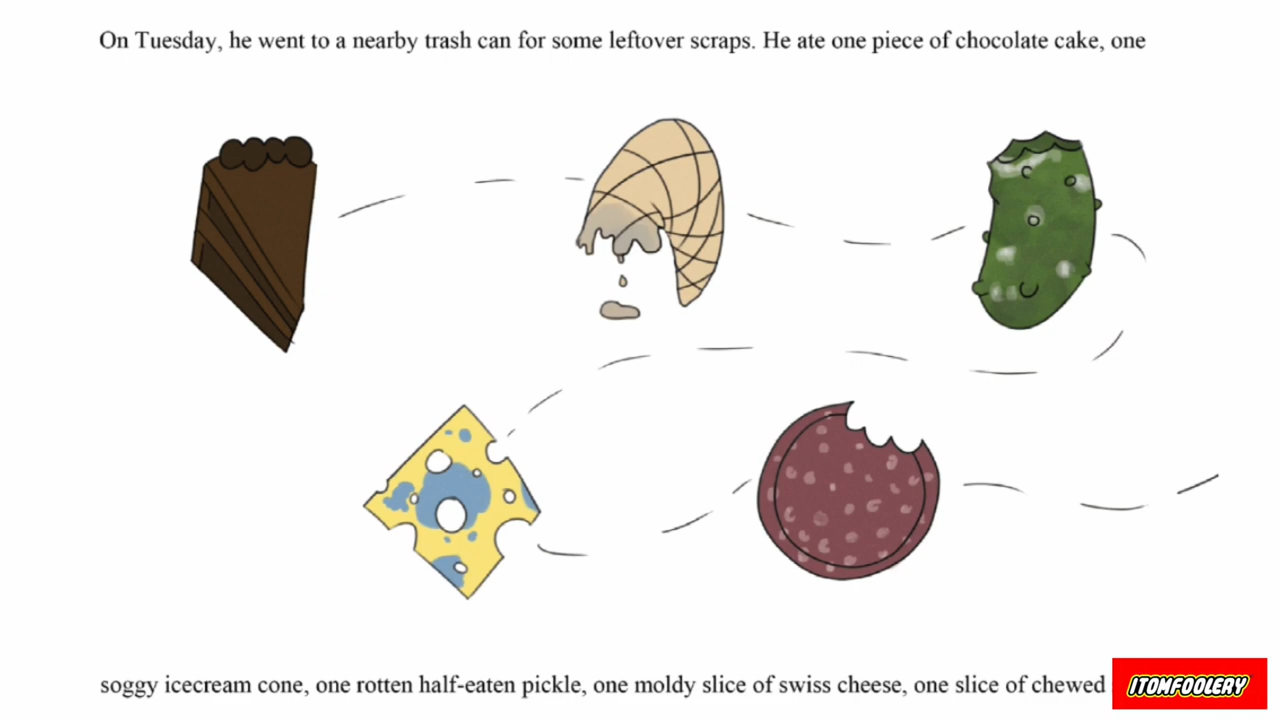 On Tuesday, he went to a nearby trash can for some leftover scraps. He ate one piece of chocolate cake, one
soggy icecream cone, one rotten half-eaten pickle, one moldy slice of swiss cheese, one slice of chewed
ITOMFOOLERY